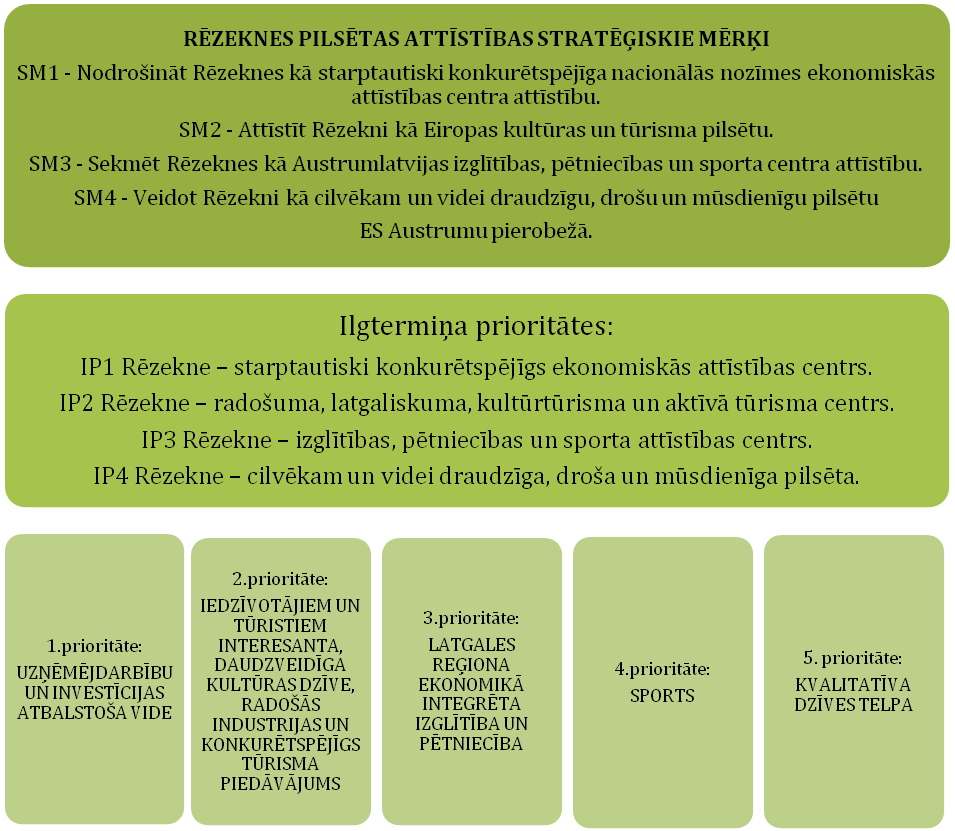 RĒZEKNES PILSĒTAS ATTĪSTĪBAS STRATĒĢISKIE MĒRĶI
SM1 - Nodrošināt Rēzeknes kā starptautiski konkurētspējīga nacionālās nozīmes ekonomiskās
attīstības centra attīstību.
SM2 - Attīstīt Rēzekni kā Eiropas kultūras un tūrisma pilsētu.
SM3 - Sekmēt Rēzeknes kā Austrumlatvijas izglītības, pētniecības un sporta centra attīstību.
SM4 - Veidot Rēzekni kā cilvēkam un videi draudzīgu, drošu un mūsdienīgu pilsētu
ES Austrumu pierobežā.
Ilgtermiņa prioritātes:
IP1 Rēzekne – starptautiski konkurētspējīgs ekonomiskās attīstības centrs.
IP2 Rēzekne – radošuma, latgaliskuma, kultūrtūrisma un aktīvā tūrisma centrs.
IP3 Rēzekne – izglītības, pētniecības un sporta attīstības centrs.
IP4 Rēzekne – cilvēkam un videi draudzīga, droša un mūsdienīga pilsēta.
1.prioritāte:
UZŅĒMĒJDARBĪBU
UN INVESTĪCIJAS
ATBALSTOŠA VIDE
2.prioritāte:
IEDZĪVOTĀJIEM UN
TŪRISTIEM
INTERESANTA,
DAUDZVEIDĪGA
KULTŪRAS DZĪVE,
RADOŠĀS
INDUSTRIJAS UN
KONKURĒTSPĒJĪGS
TŪRISMA
PIEDĀVĀJUMS
3.prioritāte:
LATGALES
REĢIONA
EKONOMIKĀ
INTEGRĒTA
IZGLĪTĪBA UN
PĒTNIECĪBA
4.prioritāte:
SPORTS
5. prioritāte:
KVALITATĪVA
DZĪVES TELPA